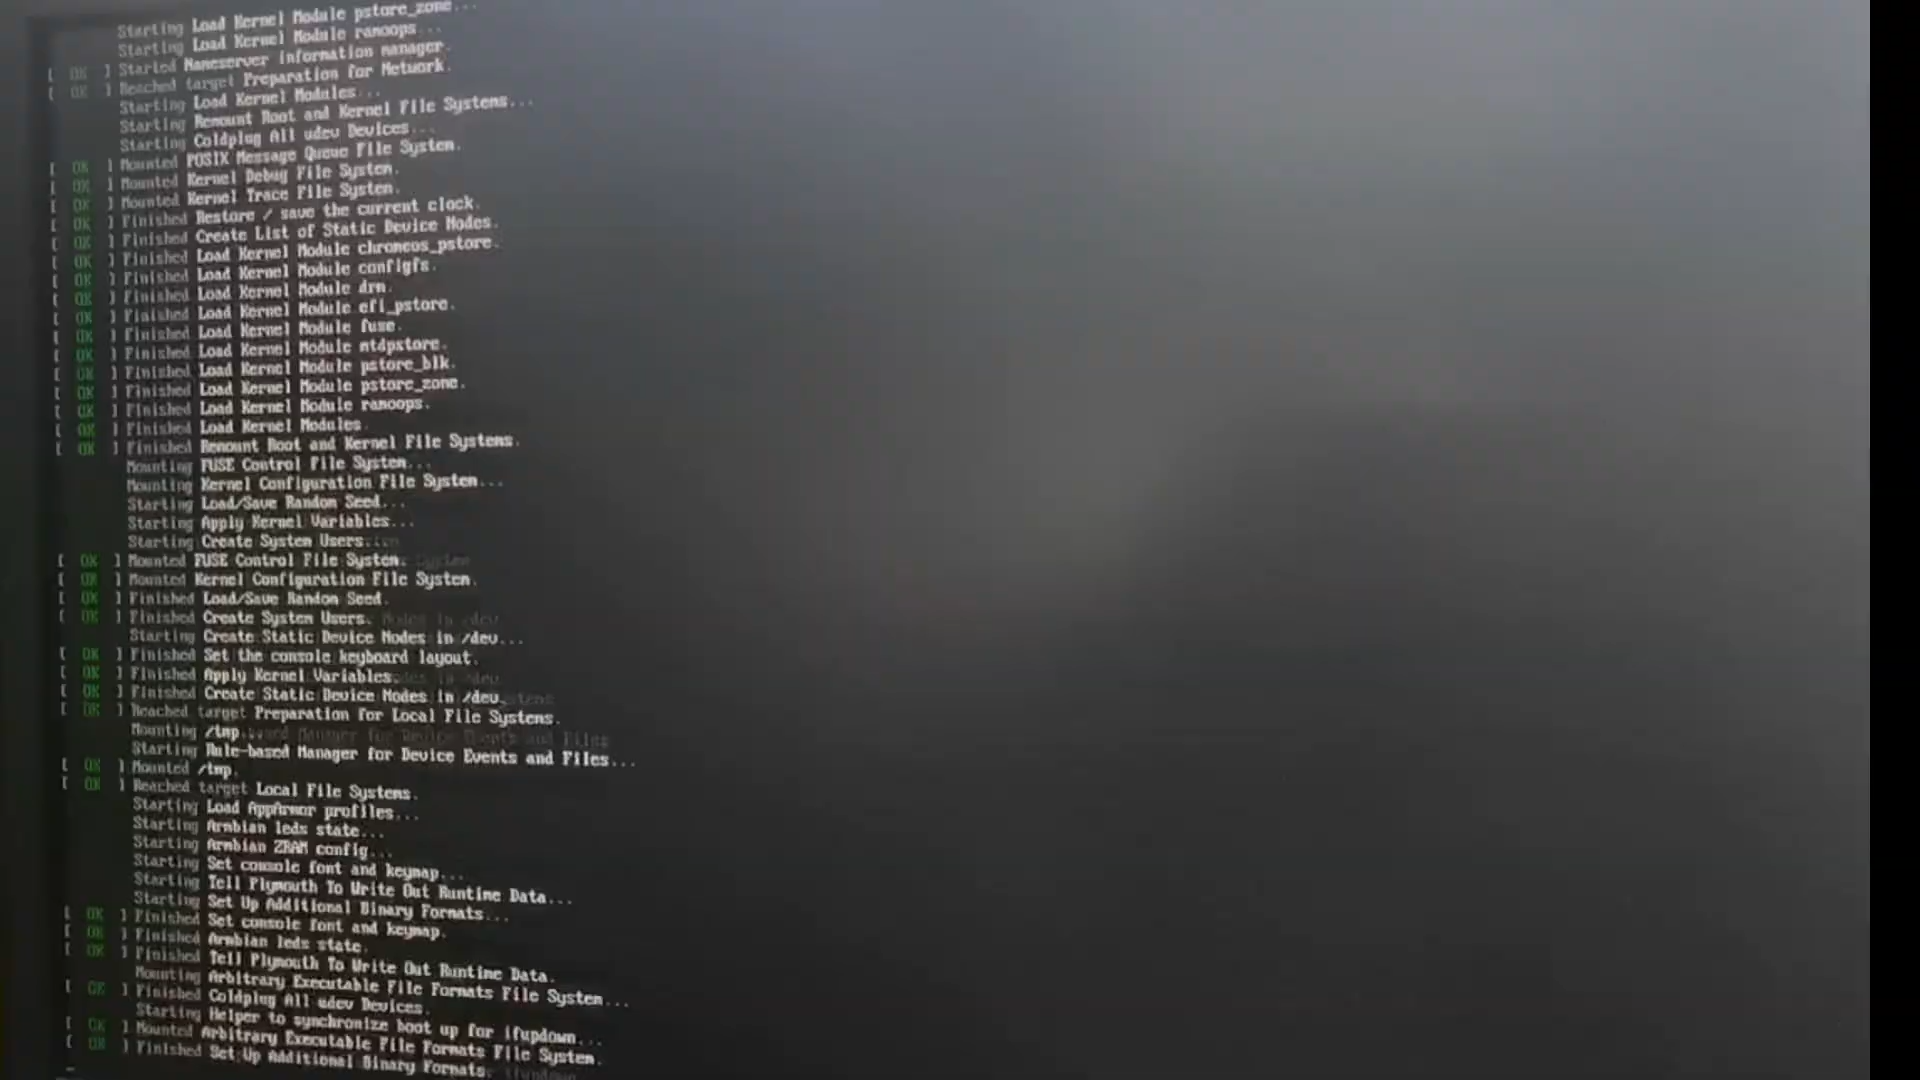 Starting Load Kernel Module pstore_zone...
Starting Load Kernel Module ramoops...
[ OK ] Started Nameserver information manager.
[ OK ] Reached target Preparation for Network.
Starting Load Kernel Modules...
Starting Remount Root and Kernel File Systems...
Starting Coldplug All udev Devices...
[ OK ] Mounted POSIX Message Queue File System.
[ OK ] Mounted Kernel Debug File System.
[ OK ] Mounted Kernel Trace File System.
[ OK ] Finished Restore / save the current clock.
[ OK ] Finished Create List of Static Device Nodes.
[ OK ] Finished Load Kernel Module chromeos_pstore.
[ OK ] Finished Load Kernel Module configfs.
[ OK ] Finished Load Kernel Module drm.
[ OK ] Finished Load Kernel Module efi_pstore.
[ OK ] Finished Load Kernel Module fuse.
[ OK ] Finished Load Kernel Module mtdpstore.
[ OK ] Finished Load Kernel Module pstore_blk.
[ OK ] Finished Load Kernel Module pstore_zone.
[ OK ] Finished Load Kernel Module ramoops.
[ OK ] Finished Load Kernel Modules.
[ OK ] Finished Remount Root and Kernel File Systems.
Mounting FUSE Control File System...
Mounting Kernel Configuration File System...
Starting Load/Save Random Seed...
Starting Apply Kernel Variables...
Starting Create System Users...
[ OK ] Mounted FUSE Control File System.
[ OK ] Mounted Kernel Configuration File System.
[ OK ] Finished Load/Save Random Seed.
[ OK ] Finished Create System Users.
Starting Create Static Device Nodes in /dev...
[ OK ] Finished Set the console keyboard layout.
[ OK ] Finished Apply Kernel Variables.
[ OK ] Finished Create Static Device Nodes in /dev.
[ OK ] Reached target Preparation for Local File Systems.
Mounting /tmp...
Starting Rule-based Manager for Device Events and Files...
[ OK ] Mounted /tmp.
[ OK ] Reached target Local File Systems.
Starting Load AppArmor profiles...
Starting Armbian leds state...
Starting Armbian ZRAM config...
Starting Set console font and keymap...
Starting Tell Plymouth To Write Out Runtime Data...
Starting Set Up Additional Binary Formats...
[ OK ] Finished Set console font and keymap.
[ OK ] Finished Armbian leds state.
[ OK ] Finished Tell Plymouth To Write Out Runtime Data.
Mounting Arbitrary Executable File Formats File System...
[ OK ] Finished Coldplug All udev Devices.
Starting Helper to synchronize boot up for ifupdown...
[ OK ] Mounted Arbitrary Executable File Formats File System.
[ OK ] Finished Set Up Additional Binary Formats.